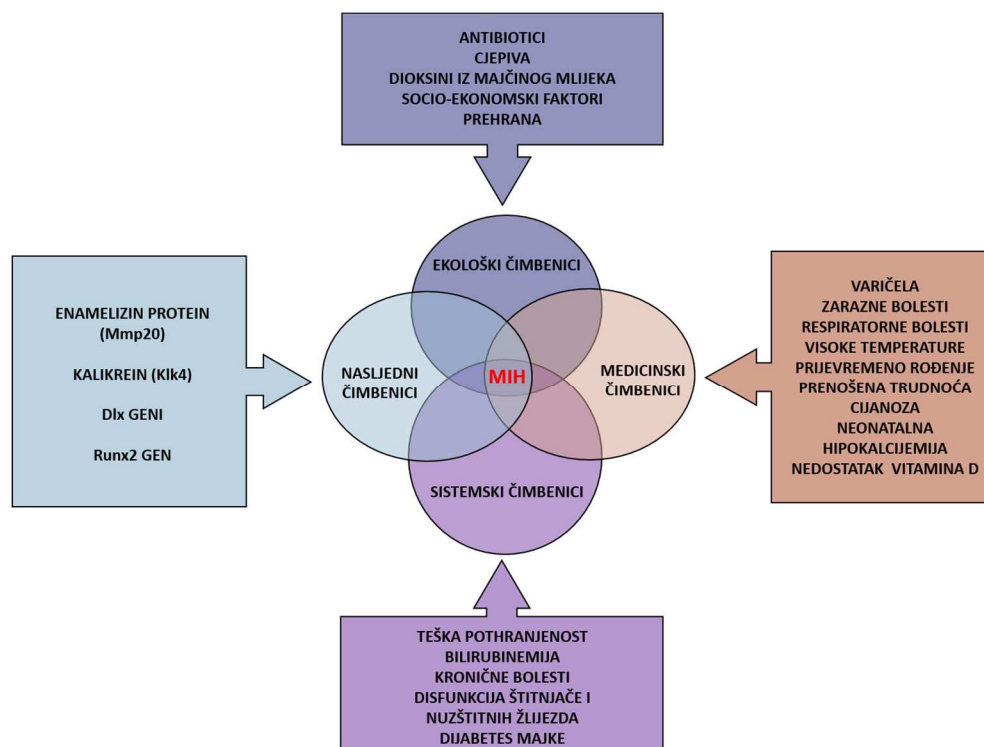 ANTIBIOTICI
CJEPIVA
DIOKSINI IZ MAJČINOG MLIJEKA
SOCIO-EKONOMSKI FAKTORI
PREHRANA
EKOLOŠKI ČIMBENICI
ENAMELIZIN PROTEIN
(Mmp20)
KALIKREIN (Klk4)
Dlx GENI
Runx2 GEN
NASLJEDNI
ČIMBENICI
MIH
MEDICINSKI
ČIMBENICI
VARIČELA
ZARAZNE BOLESTI
RESPIRATORNE BOLESTI
VISOKE TEMPERATURE
PRIJEVREMENO ROĐENJE
PRENOŠENA TRUDNOĆA
CIJANOZA
NEONATALNA
HIPOKALCIJEMIJA
NEDOSTATAK VITAMINA D
SISTEMSKI ČIMBENICI
TEŠKA POTHRANJENOST
BILIRUBINEMIJA
KRONIČNE BOLESTI
DISFUNKCIJA ŠTITNJAČE I
NUZŠTITNIH ŽLIJEZDA
DIJABETES MAJKE